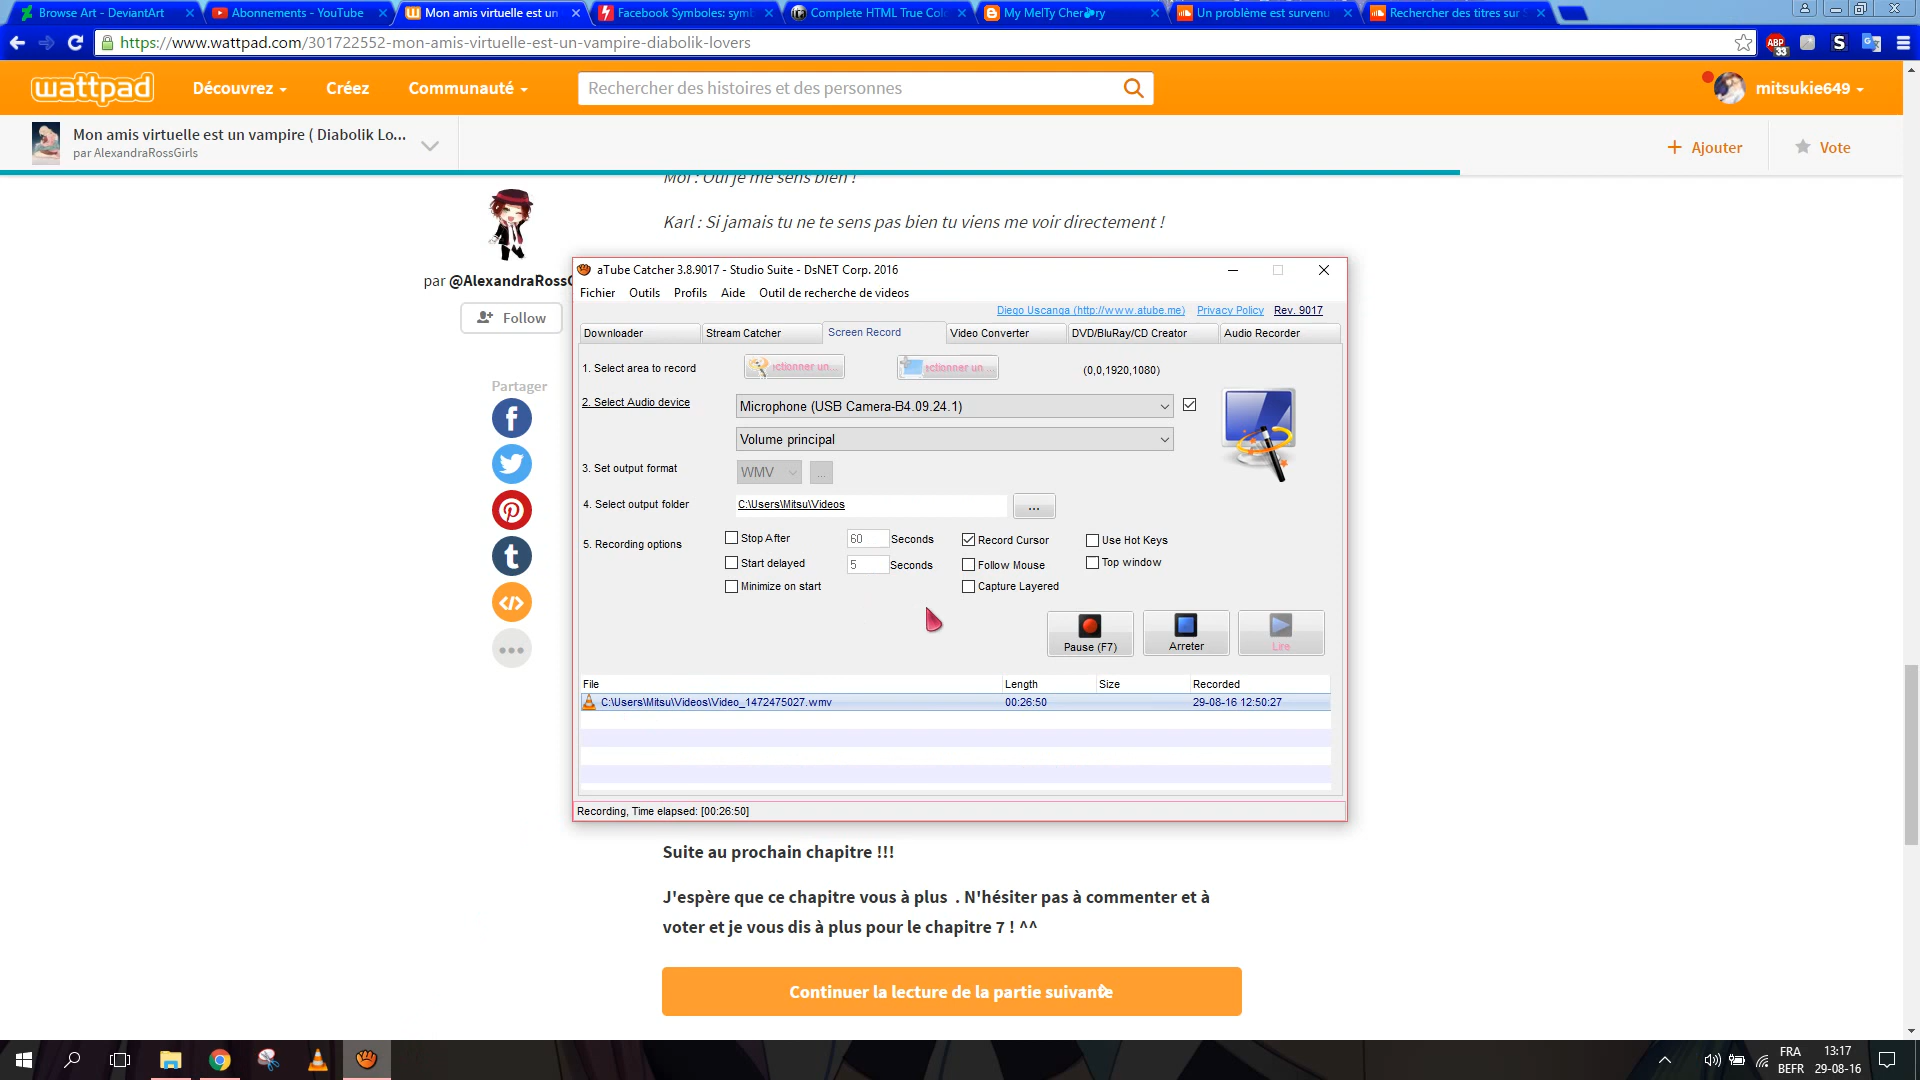 Browse Art - DeviantArt
Abonnements - YouTube
Mon amis virtuelle est un
Facebook Symboles: sym
Complete HTML True Col
My MelTy Cher
ry
Un problème est survenu
Rechercher des titres sur
https://www.wattpad.com/301722552-mon-amis-virtuelle-est-un-vampire-diabolik-lovers
ABP
33
S
wattpad
Découvrez
Créez
Communauté
Rechercher des histoires et des personnes
mitsukie649
Mon amis virtuelle est un vampire ( Diabolik Lo...
par AlexandraRossGirls
+ Ajouter
Vote
Moi : Oui je me sens bien !
Karl : Si jamais tu ne te sens pas bien tu viens me voir directement !
par @AlexandraRoss
Follow
Partager
aTube Catcher 3.8.9017 - Studio Suite - DsNET Corp. 2016
Fichier Outils Profils Aide Outil de recherche de videos
Diego Uscanga (http://www.atube.me) Privacy Policy Rev. 9017
Downloader Stream Catcher Screen Record Video Converter DVD/BluRay/CD Creator Audio Recorder
1. Select area to record
ctionner un...
ctionner un...
(0,0,1920,1080)
2. Select Audio device
Microphone (USB Camera-B4.09.24.1)
Volume principal
3. Set output format
WMV
...
4. Select output folder
C:\Users\Mitsu\Videos
...
5. Recording options
Stop After 60 Seconds
Record Cursor
Use Hot Keys
Start delayed 5 Seconds
Follow Mouse
Top window
Minimize on start
Capture Layered
Pause (F7)
Arreter
Lire
File Length Size Recorded
C:\Users\Mitsu\Videos\Video_1472475027.wmv 00:26:50 29-08-16 12:50:27
Recording, Time elapsed: [00:26:50]
Suite au prochain chapitre !!!
J'espère que ce chapitre vous à plus . N'hésiter pas à commenter et à
voter et je vous dis à plus pour le chapitre 7 ! ^^
Continuer la lecture de la partie suivante
FRA
BEFR
13:17
29-08-16